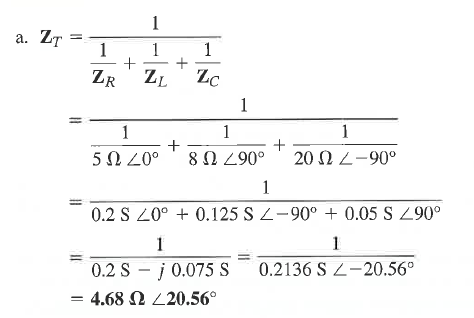 a. Z_T = 1 / (1/Z_R + 1/Z_L + 1/Z_C)
= 1 / (1/(5 Ω ∠0°) + 1/(8 Ω ∠90°) + 1/(20 Ω ∠−90°))
= 1 / (0.2 S ∠0° + 0.125 S ∠−90° + 0.05 S ∠90°)
= 1 / (0.2 S − j 0.075 S) = 1 / (0.2136 S ∠−20.56°)
= 4.68 Ω ∠20.56°